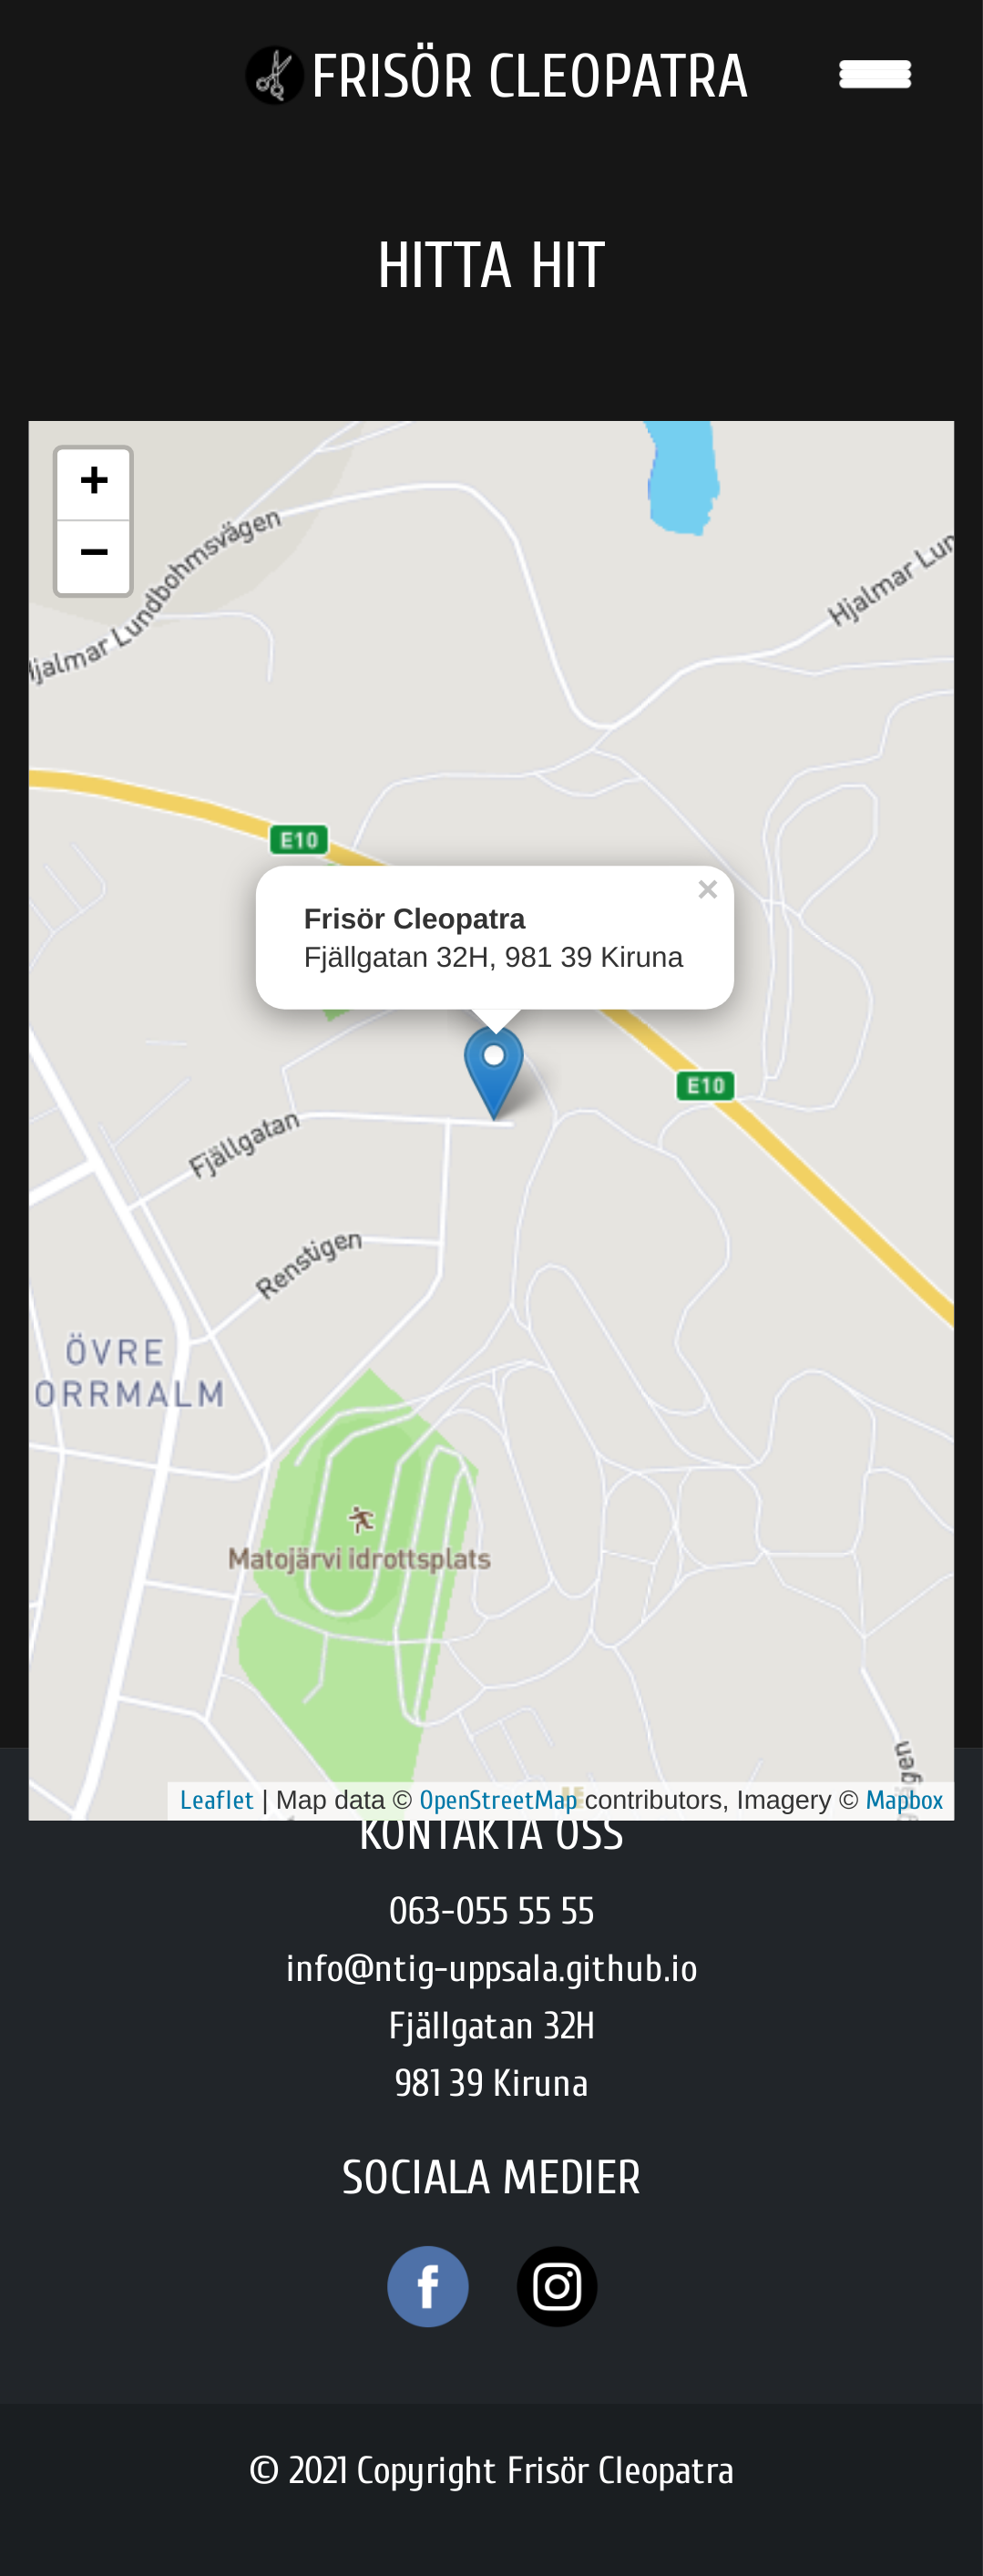 FRISÖR CLEOPATRA
HITTA HIT
+
−
Hjalmar Lundbohmsvägen
Hjalmar Lun
E10
×
Frisör Cleopatra
Fjällgatan 32H, 981 39 Kiruna
E10
Fjällgatan
Renstigen
ÖVRE
ORRMALM
Matojärvi idrottsplats
Leaflet | Map data © OpenStreetMap contributors, Imagery © Mapbox
KONTAKTA OSS
063-055 55 55
info@ntig-uppsala.github.io
Fjällgatan 32H
981 39 Kiruna
SOCIALA MEDIER
© 2021 Copyright Frisör Cleopatra